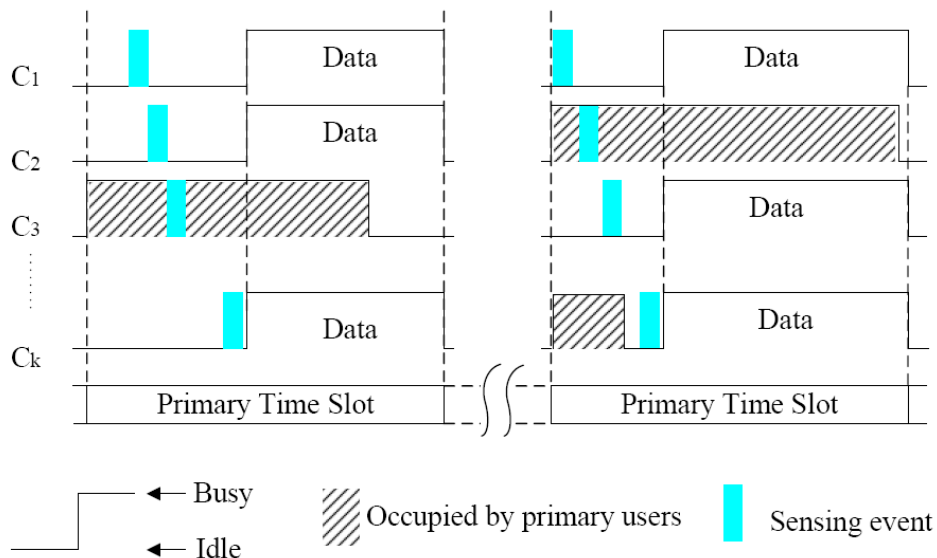 C1 Data Data
C2 Data
C3 Data
Ck Data Data
Primary Time Slot Primary Time Slot
Busy
Idle
Occupied by primary users
Sensing event